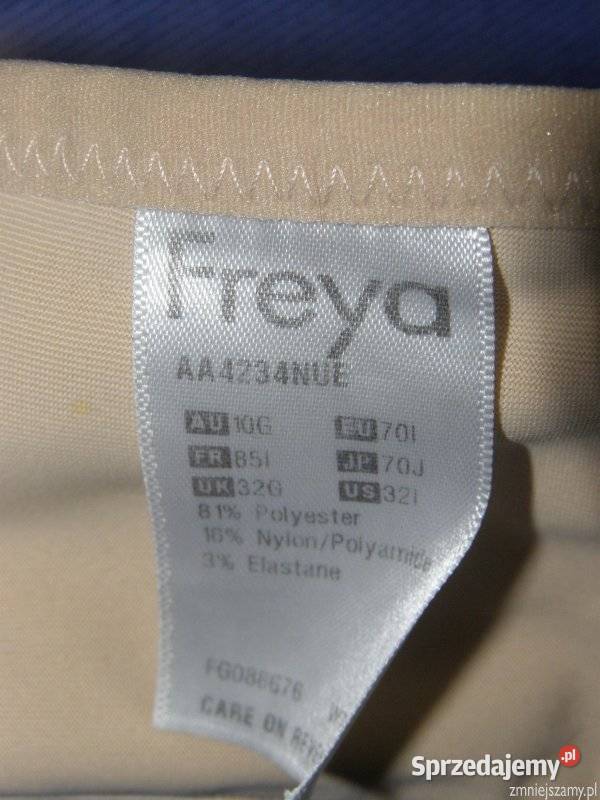 Freya
AA4234NUE
AU 10G EU 70I
FR 85I JP 70J
UK 32G US 32I
81% Polyester
16% Nylon/Polyamide
3% Elastane
FG088676
CARE ON
Sprzedajemy.pl
zmniejszamy.pl